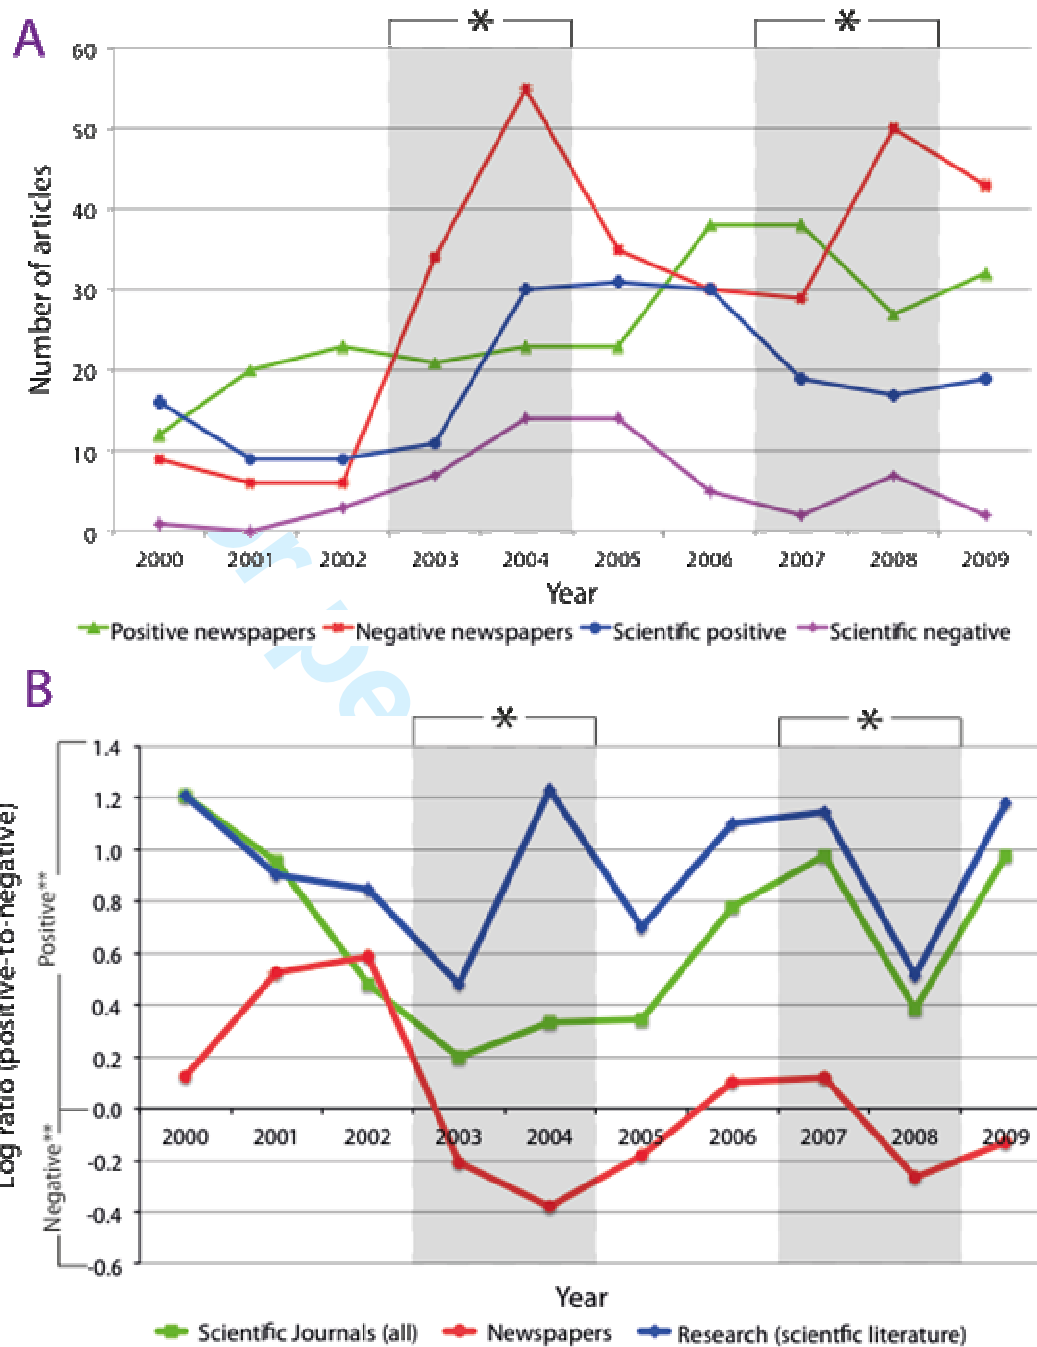 A
*
*
60
50
40
30
20
10
0
Number of articles
2000 2001 2002 2003 2004 2005 2006 2007 2008 2009
Year
Positive newspapers Negative newspapers Scientific positive Scientific negative
B
*
*
1.4
1.2
1.0
0.8
0.6
0.4
0.2
0.0
-0.2
-0.4
-0.6
Log ratio (positive-to-negative)
Positive**
Negative**
2000 2001 2002 2003 2004 2005 2006 2007 2008 2009
Year
Scientific Journals (all) Newspapers Research (scientfic literature)